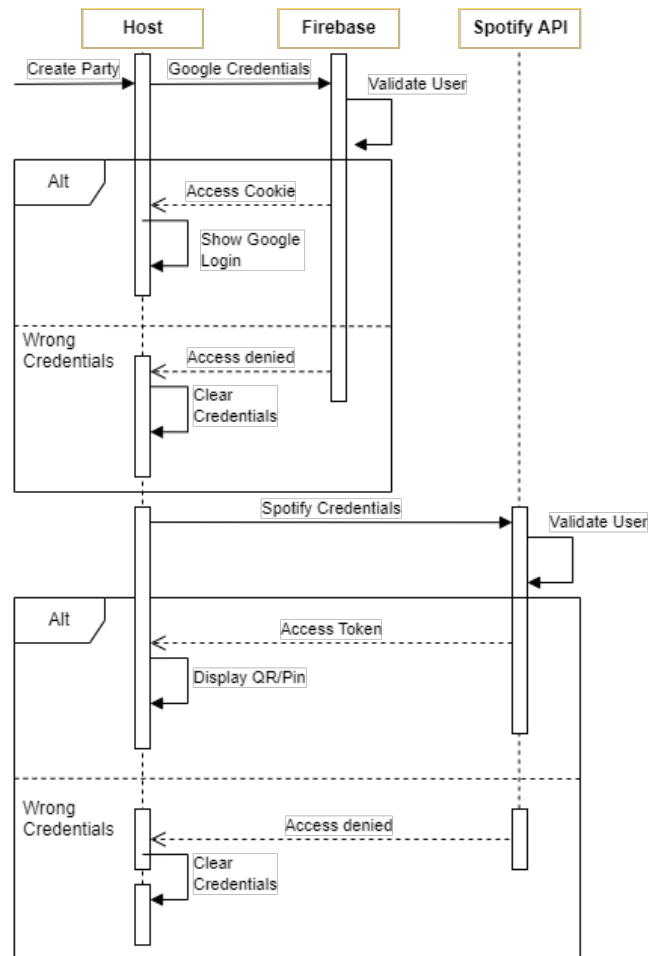 Host
Firebase
Spotify API
Create Party
Google Credentials
Validate User
Alt
Access Cookie
Show Google
Login
Wrong
Credentials
Access denied
Clear
Credentials
Spotify Credentials
Validate User
Alt
Access Token
Display QR/Pin
Wrong
Credentials
Access denied
Clear
Credentials